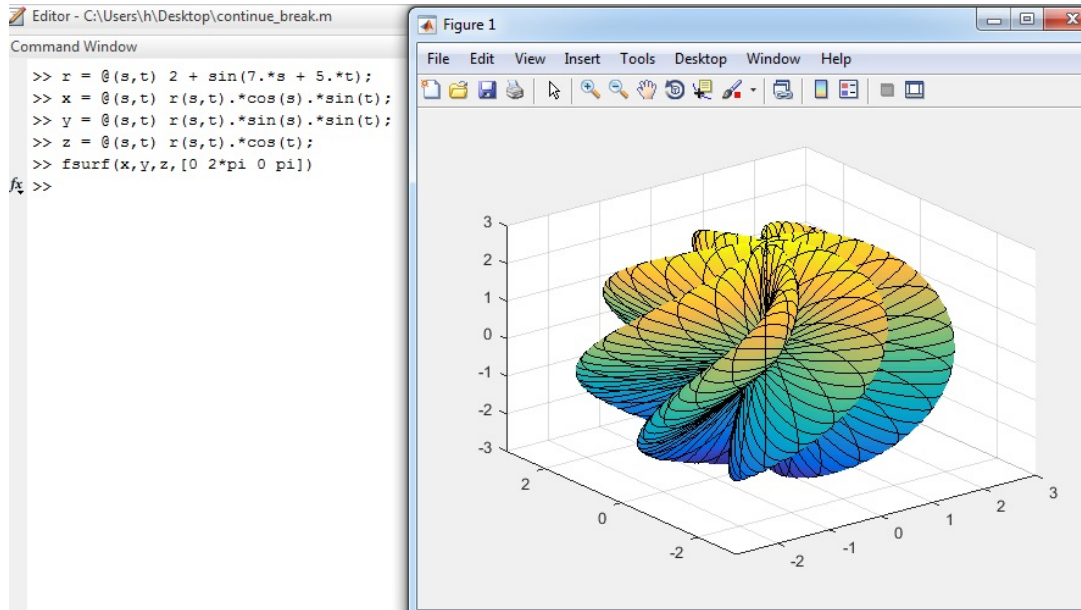 Editor - C:\Users\h\Desktop\continue_break.m
Command Window
>> r = @(s,t) 2 + sin(7.*s + 5.*t);
>> x = @(s,t) r(s,t).*cos(s).*sin(t);
>> y = @(s,t) r(s,t).*sin(s).*sin(t);
>> z = @(s,t) r(s,t).*cos(t);
>> fsurf(x,y,z,[0 2*pi 0 pi])
fx >>
Figure 1
File Edit View Insert Tools Desktop Window Help
3
2
1
0
-1
-2
-3
2
0
-2
-2
-1
0
1
2
3